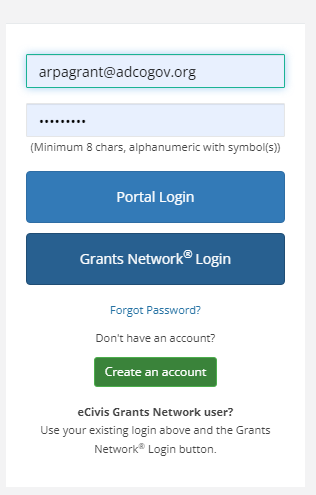 arpagrant@adcogov.org
•••••••••
(Minimum 8 chars, alphanumeric with symbol(s))
Portal Login
Grants Network® Login
Forgot Password?
Don't have an account?
Create an account
eCivis Grants Network user?
Use your existing login above and the Grants
Network® Login button.